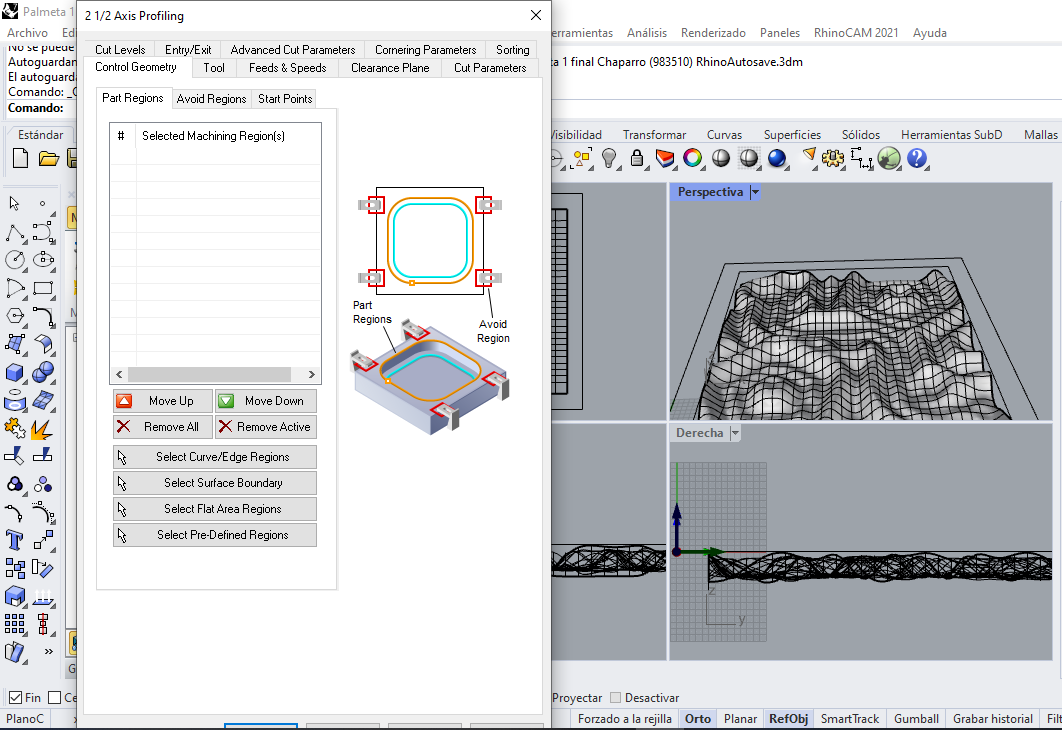 Palmeta 1
2 1/2 Axis Profiling
Archivo
Ed
erramientas Análisis Renderizado Paneles RhinoCAM 2021 Ayuda
No se puede
Autoguardan
El autoguard
Comando: _G
Comando:
a 1 final Chaparro (983510) RhinoAutosave.3dm
Cut Levels Entry/Exit Advanced Cut Parameters Cornering Parameters Sorting
Control Geometry Tool Feeds & Speeds Clearance Plane Cut Parameters
Part Regions Avoid Regions Start Points
# Selected Machining Region(s)
Estándar
isibilidad Transformar Curvas Superficies Sólidos Herramientas SubD Mallas
Perspectiva
Part
Regions
Avoid
Region
Move Up Move Down
Remove All Remove Active
Select Curve/Edge Regions
Select Surface Boundary
Select Flat Area Regions
Select Pre-Defined Regions
Derecha
z
y
Fin Ce
Proyectar Desactivar
PlanoC x
Forzado a la rejilla Orto Planar RefObj SmartTrack Gumball Grabar historial Filt